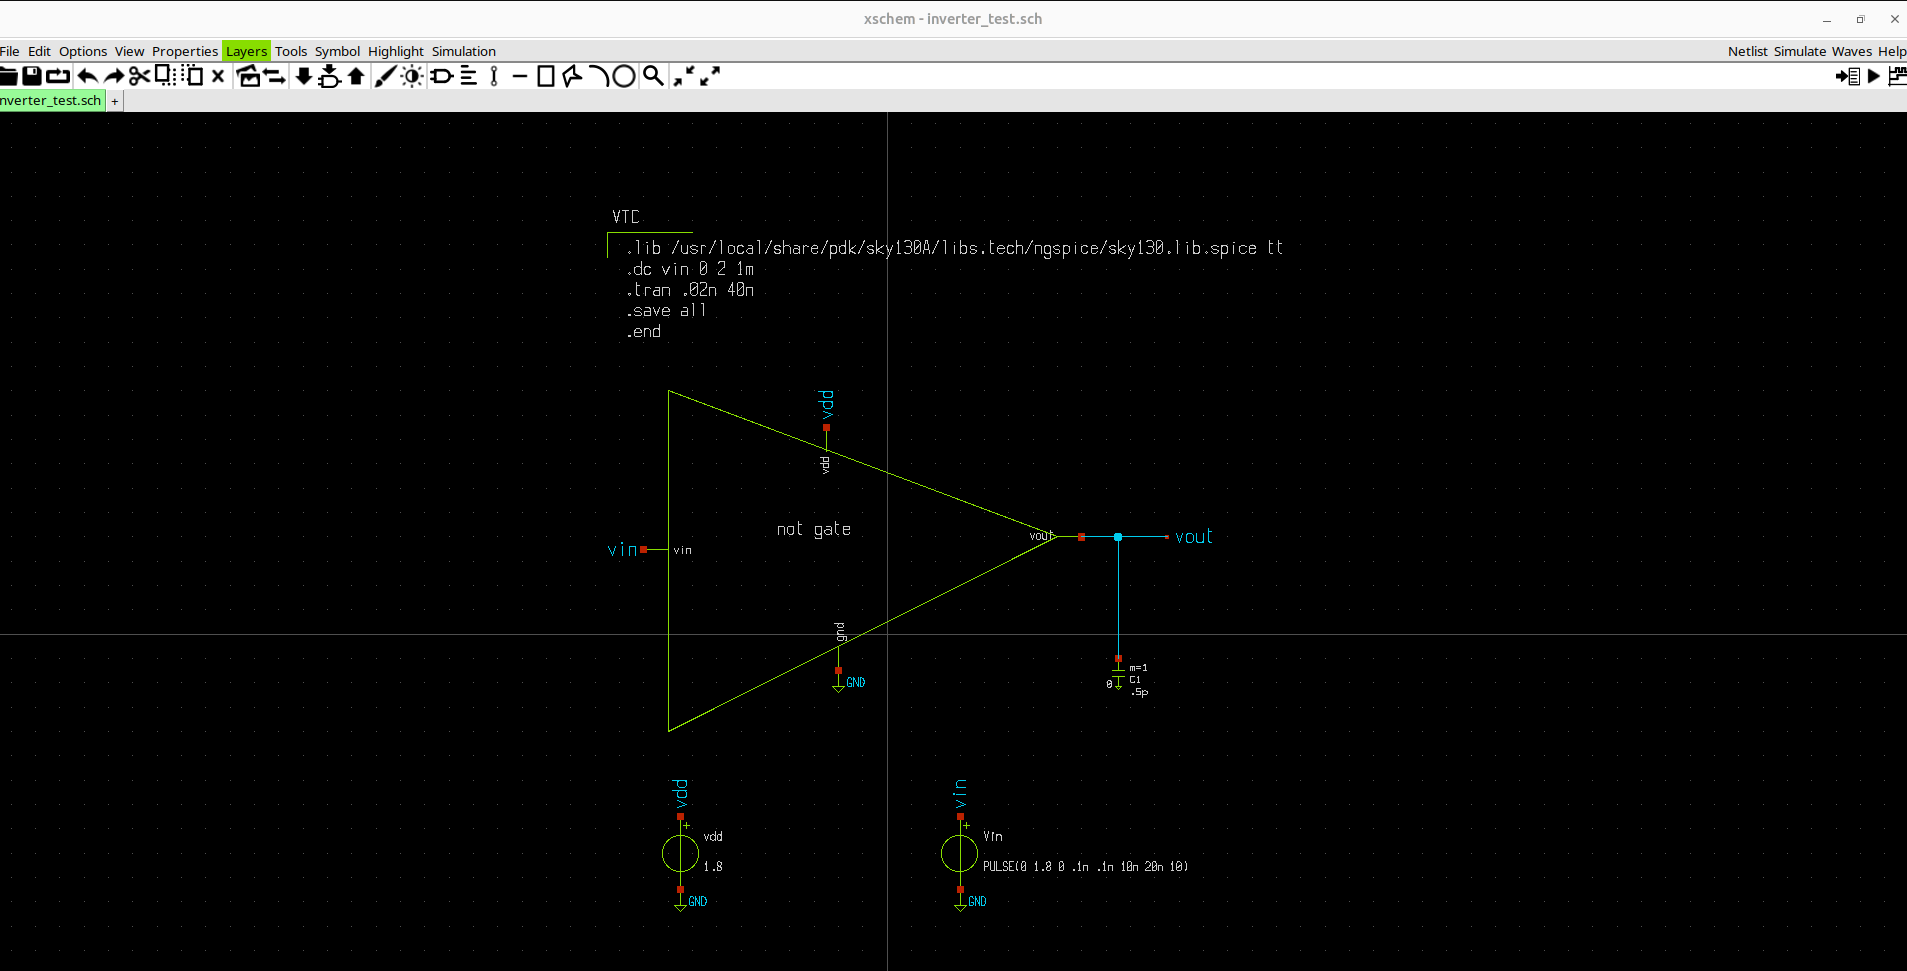 xschem - inverter_test.sch
File Edit Options View Properties Layers Tools Symbol Highlight Simulation Netlist Simulate Waves Help
nverter_test.sch +
VTC
.lib /usr/local/share/pdk/sky130A/libs.tech/ngspice/sky130.lib.spice tt
.dc vin 0 2 1m
.tran .02n 40n
.save all
.end
vdd
vdd
not gate
vin
vin
vout
vout
gnd
GND
m=1
0 C1
.5p
vdd
+
vdd
1.8
GND
vin
+
Vin
PULSE(0 1.8 0 .1n .1n 10n 20n 10)
GND